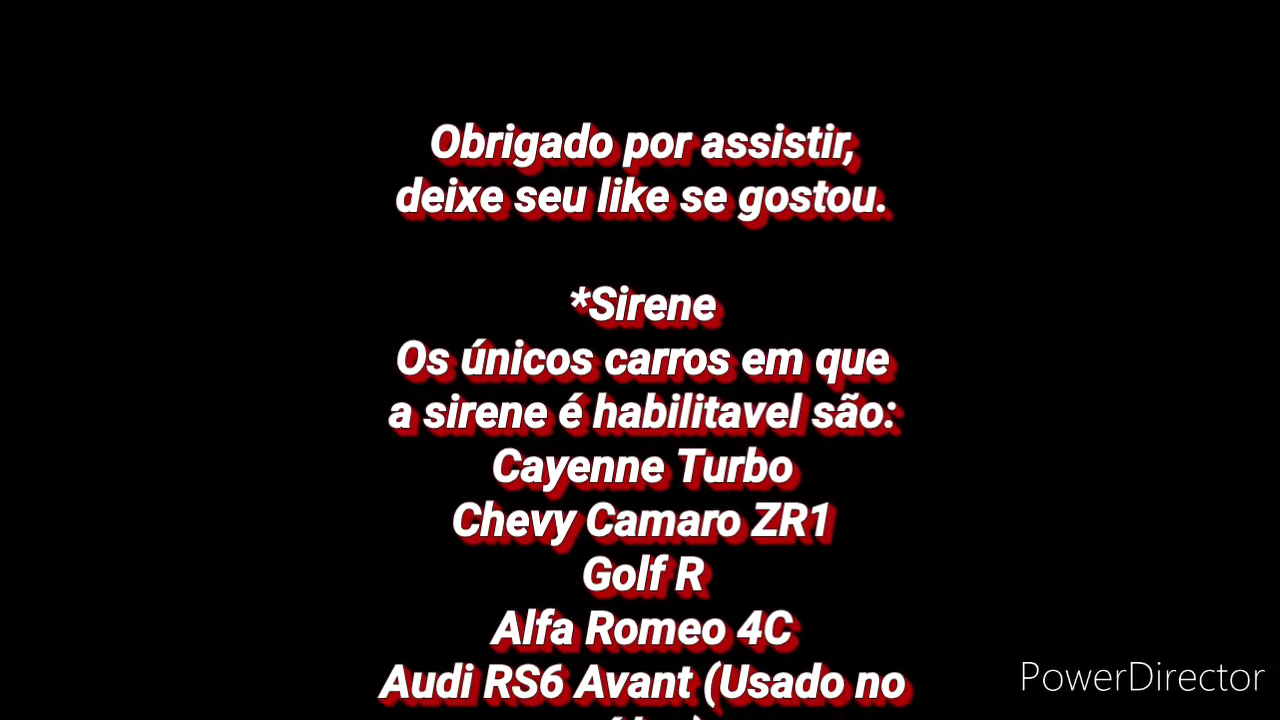 Obrigado por assistir,
deixe seu like se gostou.
*Sirene
Os únicos carros em que
a sirene é habilitavel são:
Cayenne Turbo
Chevy Camaro ZR1
Golf R
Alfa Romeo 4C
Audi RS6 Avant (Usado no
PowerDirector